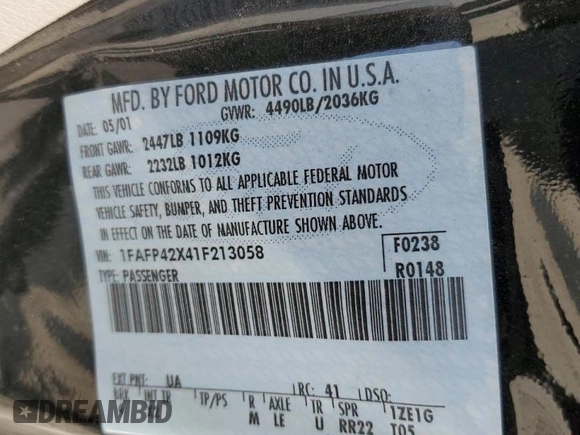 MFD. BY FORD MOTOR CO. IN U.S.A.
DATE: 05/01 GVWR: 4490LB/2036KG
FRONT GAWR: 2447LB 1109KG
REAR GAWR: 2232LB 1012KG
THIS VEHICLE CONFORMS TO ALL APPLICABLE FEDERAL MOTOR
VEHICLE SAFETY, BUMPER, AND THEFT PREVENTION STANDARDS
IN EFFECT ON THE DATE OF MANUFACTURE SHOWN ABOVE.
VIN: 1FAFP42X41F213058 F0238
TYPE: PASSENGER R0148
EXT PNT: UA RC: 41 DSO:
BRK INT TR TP/PS R AXLE TR SPR 1ZE1G
M LE U RR22 T05
AUTOBIDMASTER
DREAMBID